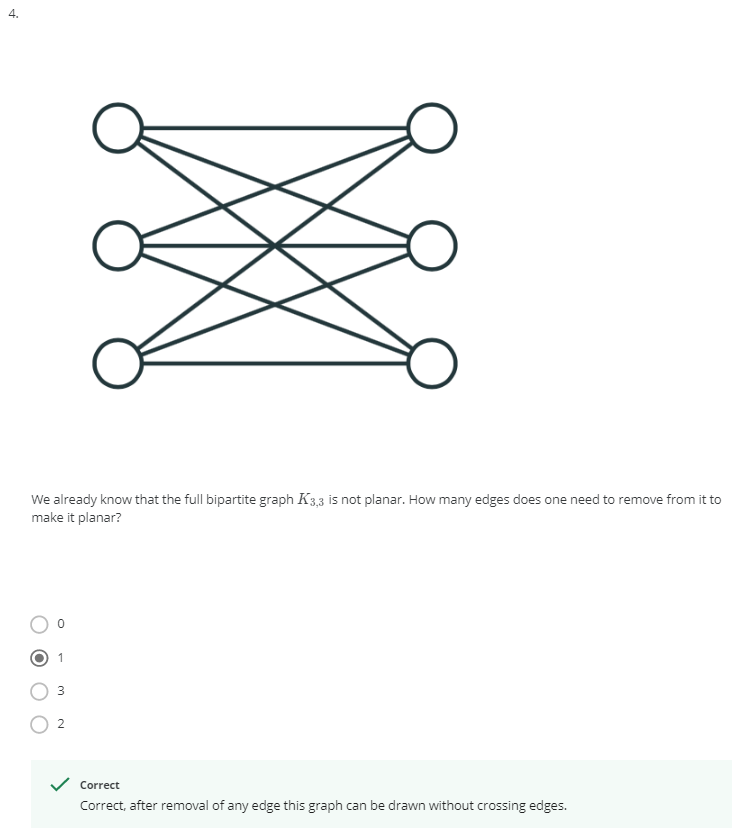 4.
We already know that the full bipartite graph K3,3 is not planar. How many edges does one need to remove from it to
make it planar?
0
1
3
2
Correct
Correct, after removal of any edge this graph can be drawn without crossing edges.